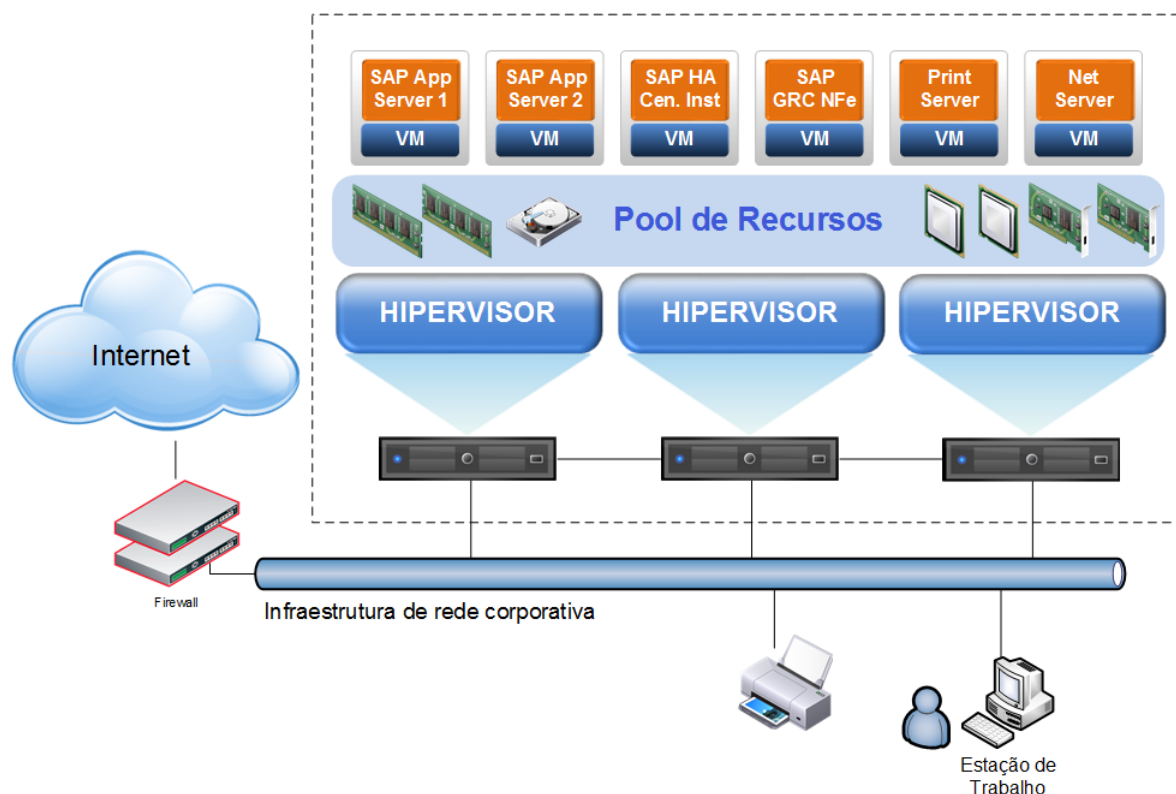 SAP App
Server 1
VM
SAP App
Server 2
VM
SAP HA
Cen. Inst
VM
SAP
GRC NFe
VM
Print
Server
VM
Net
Server
VM
Pool de Recursos
HIPERVISOR
HIPERVISOR
HIPERVISOR
Internet
Firewall
Infraestrutura de rede corporativa
Estação de
Trabalho